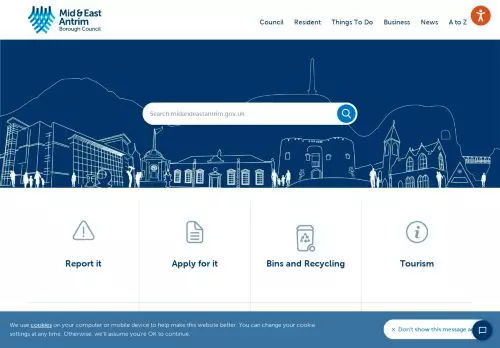 Mid & East
Antrim
Borough Council
Council Resident Things To Do Business News A to Z
Search midandeastantrim.gov.uk
Report it Apply for it Bins and Recycling Tourism
We use cookies on your computer or mobile device to help make this website better. You can change your cookie
settings at any time. Otherwise, we'll assume you're OK to continue.
× Don't show this message a